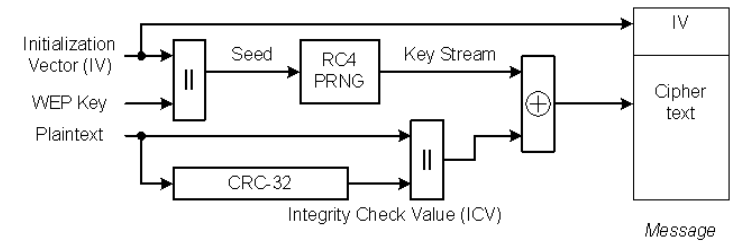 IV
Initialization
Vector (IV)
||
Seed
RC4
PRNG
Key Stream
WEP Key
Cipher
text
Plaintext
||
CRC-32
Integrity Check Value (ICV)
Message